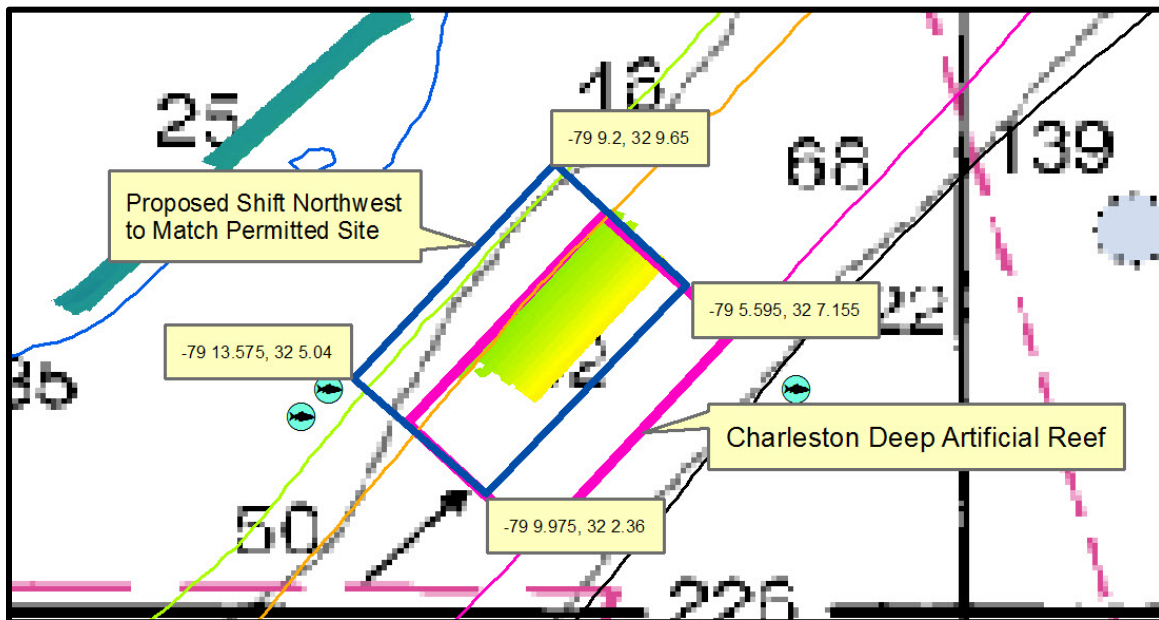 25
16
-79 9.2, 32 9.65
68
139
Proposed Shift Northwest
to Match Permitted Site
-79 5.595, 32 7.155
22
-79 13.575, 32 5.04
85
2
Charleston Deep Artificial Reef
50
-79 9.975, 32 2.36
226